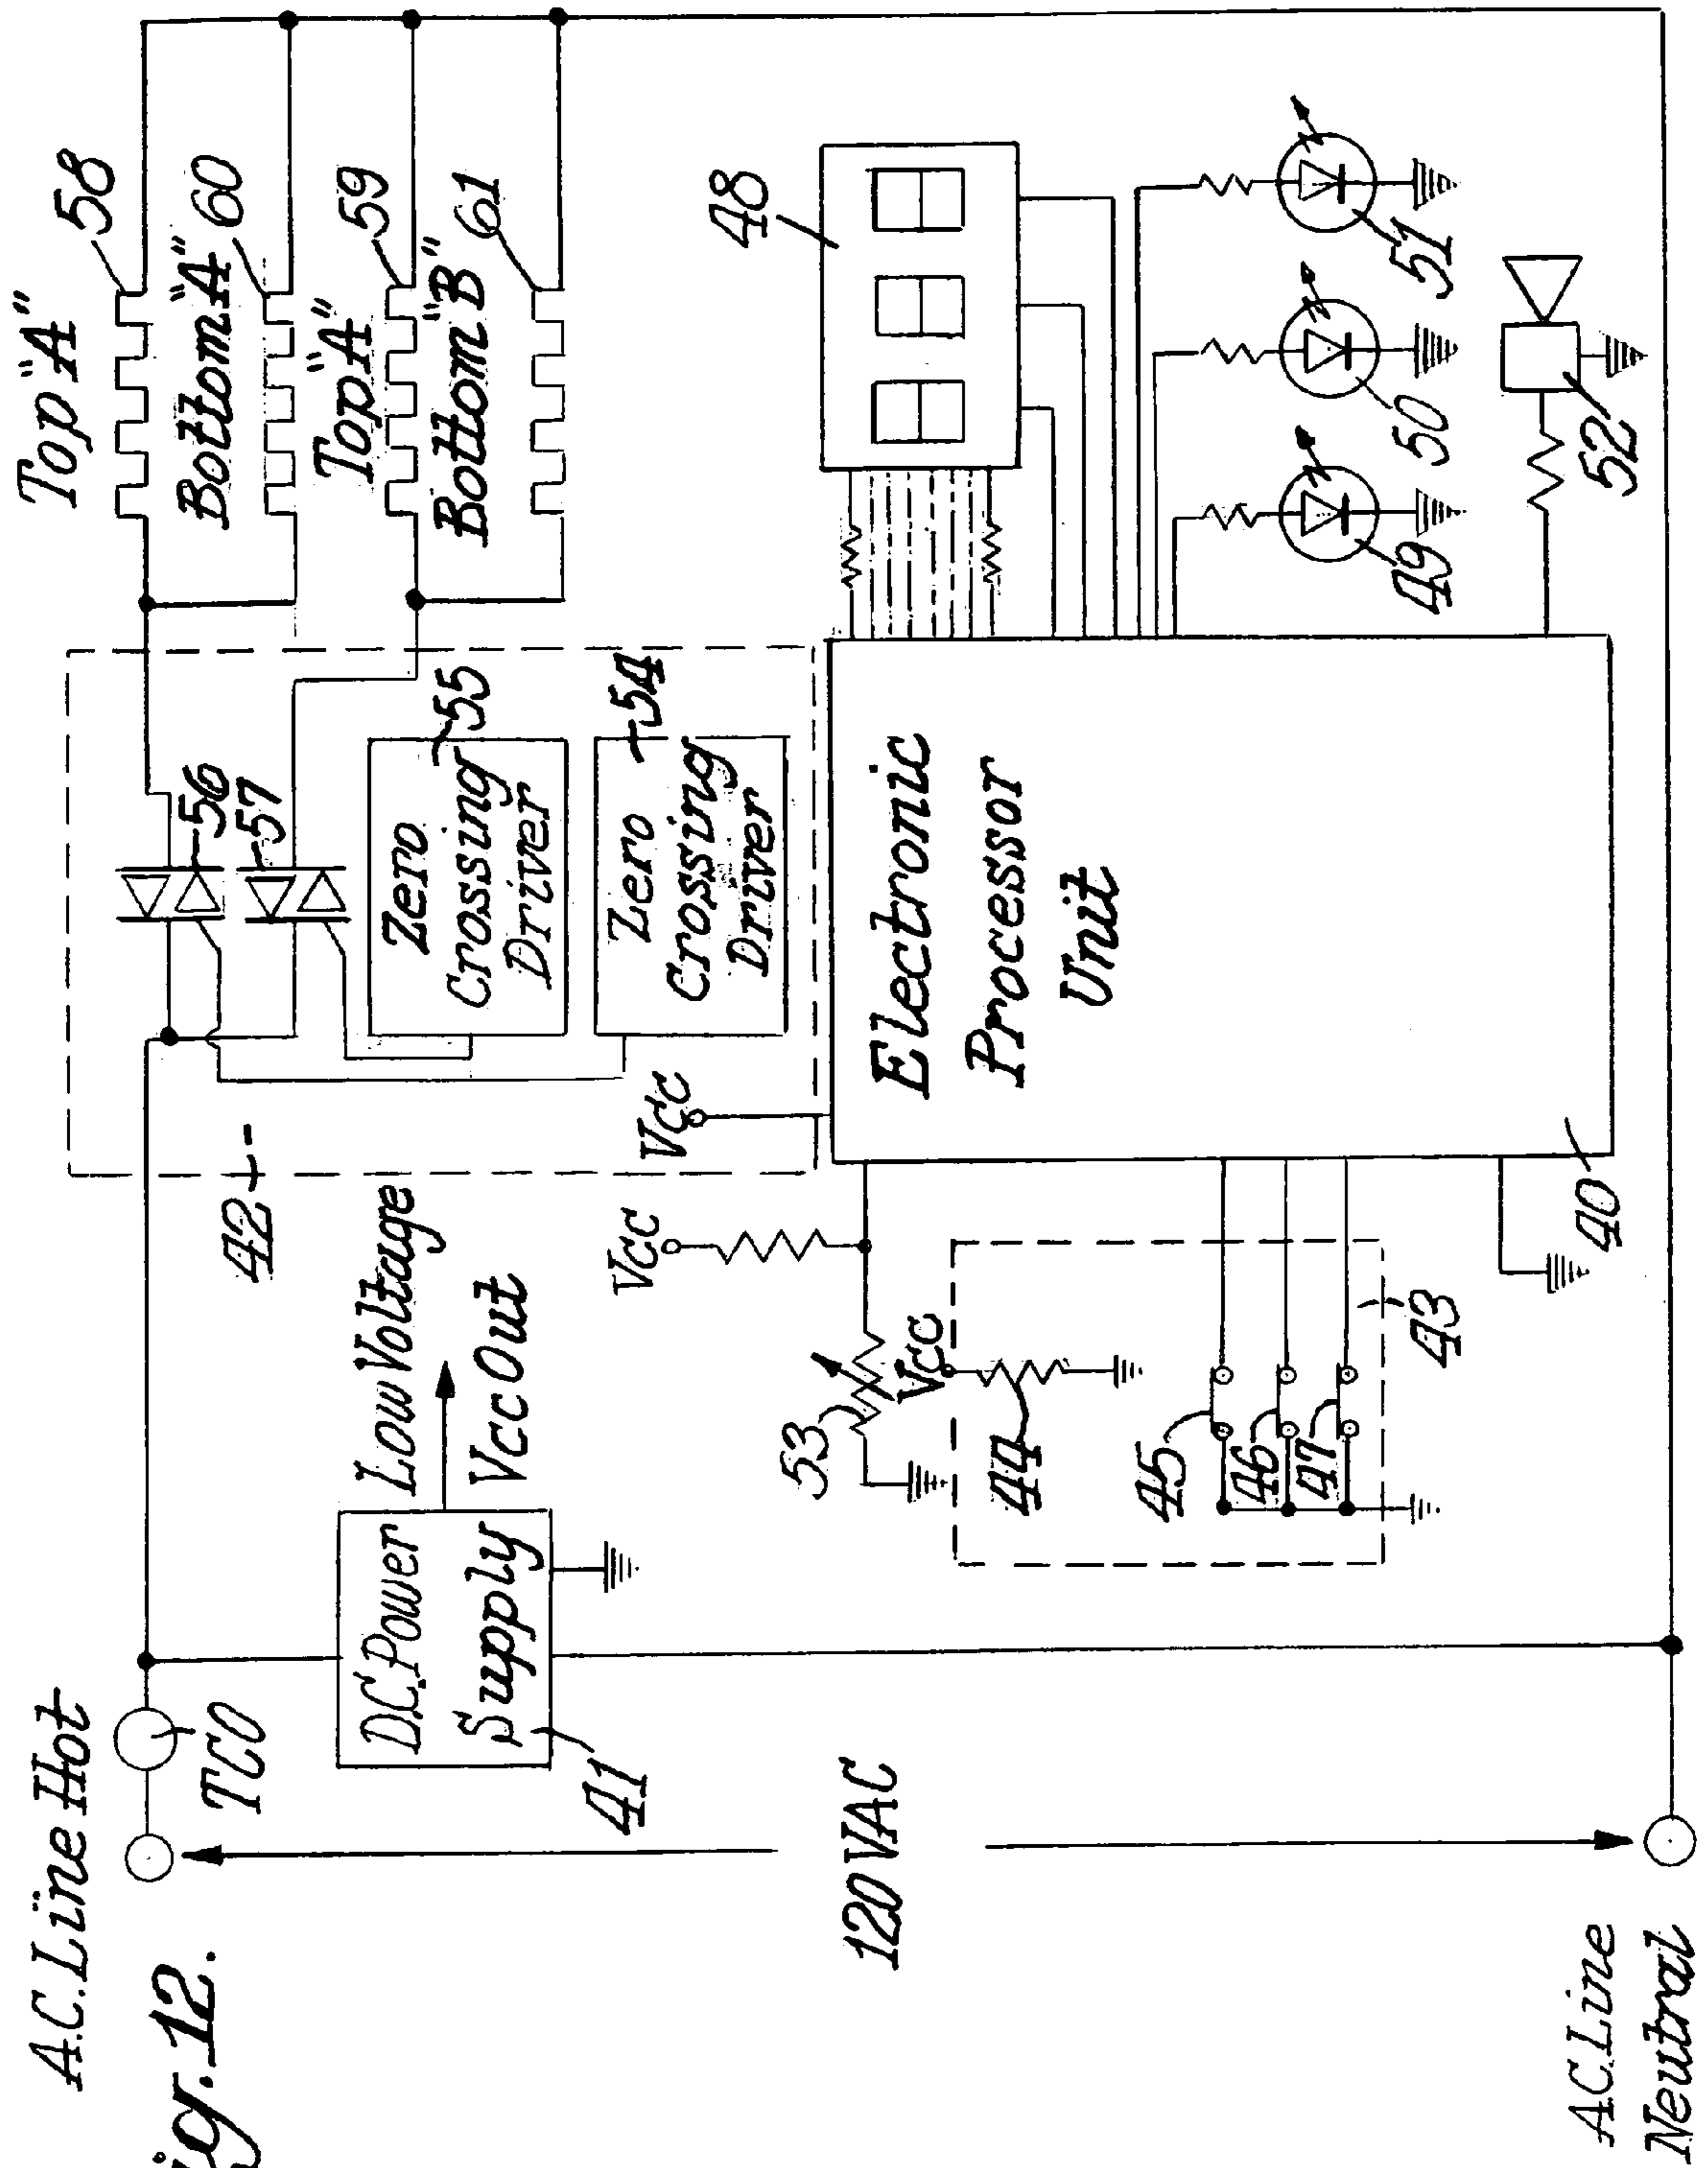 Top "A"
58
Bottom "A"
60
Top "A"
59
Bottom "B"
61
56
57
Zero
Crossing
Driver
55
Zero
Crossing
Driver
54
42
Vcc
48
Electronic
Processor
Unit
40
49
50
51
52
A.C. Line Hot
TCO
D.C. Power
Supply
41
Low Voltage
Vcc Out
Vcc
53
Vcc
44
45
46
47
43
120 VAC
A.C. Line
Neutral
ig. 12.